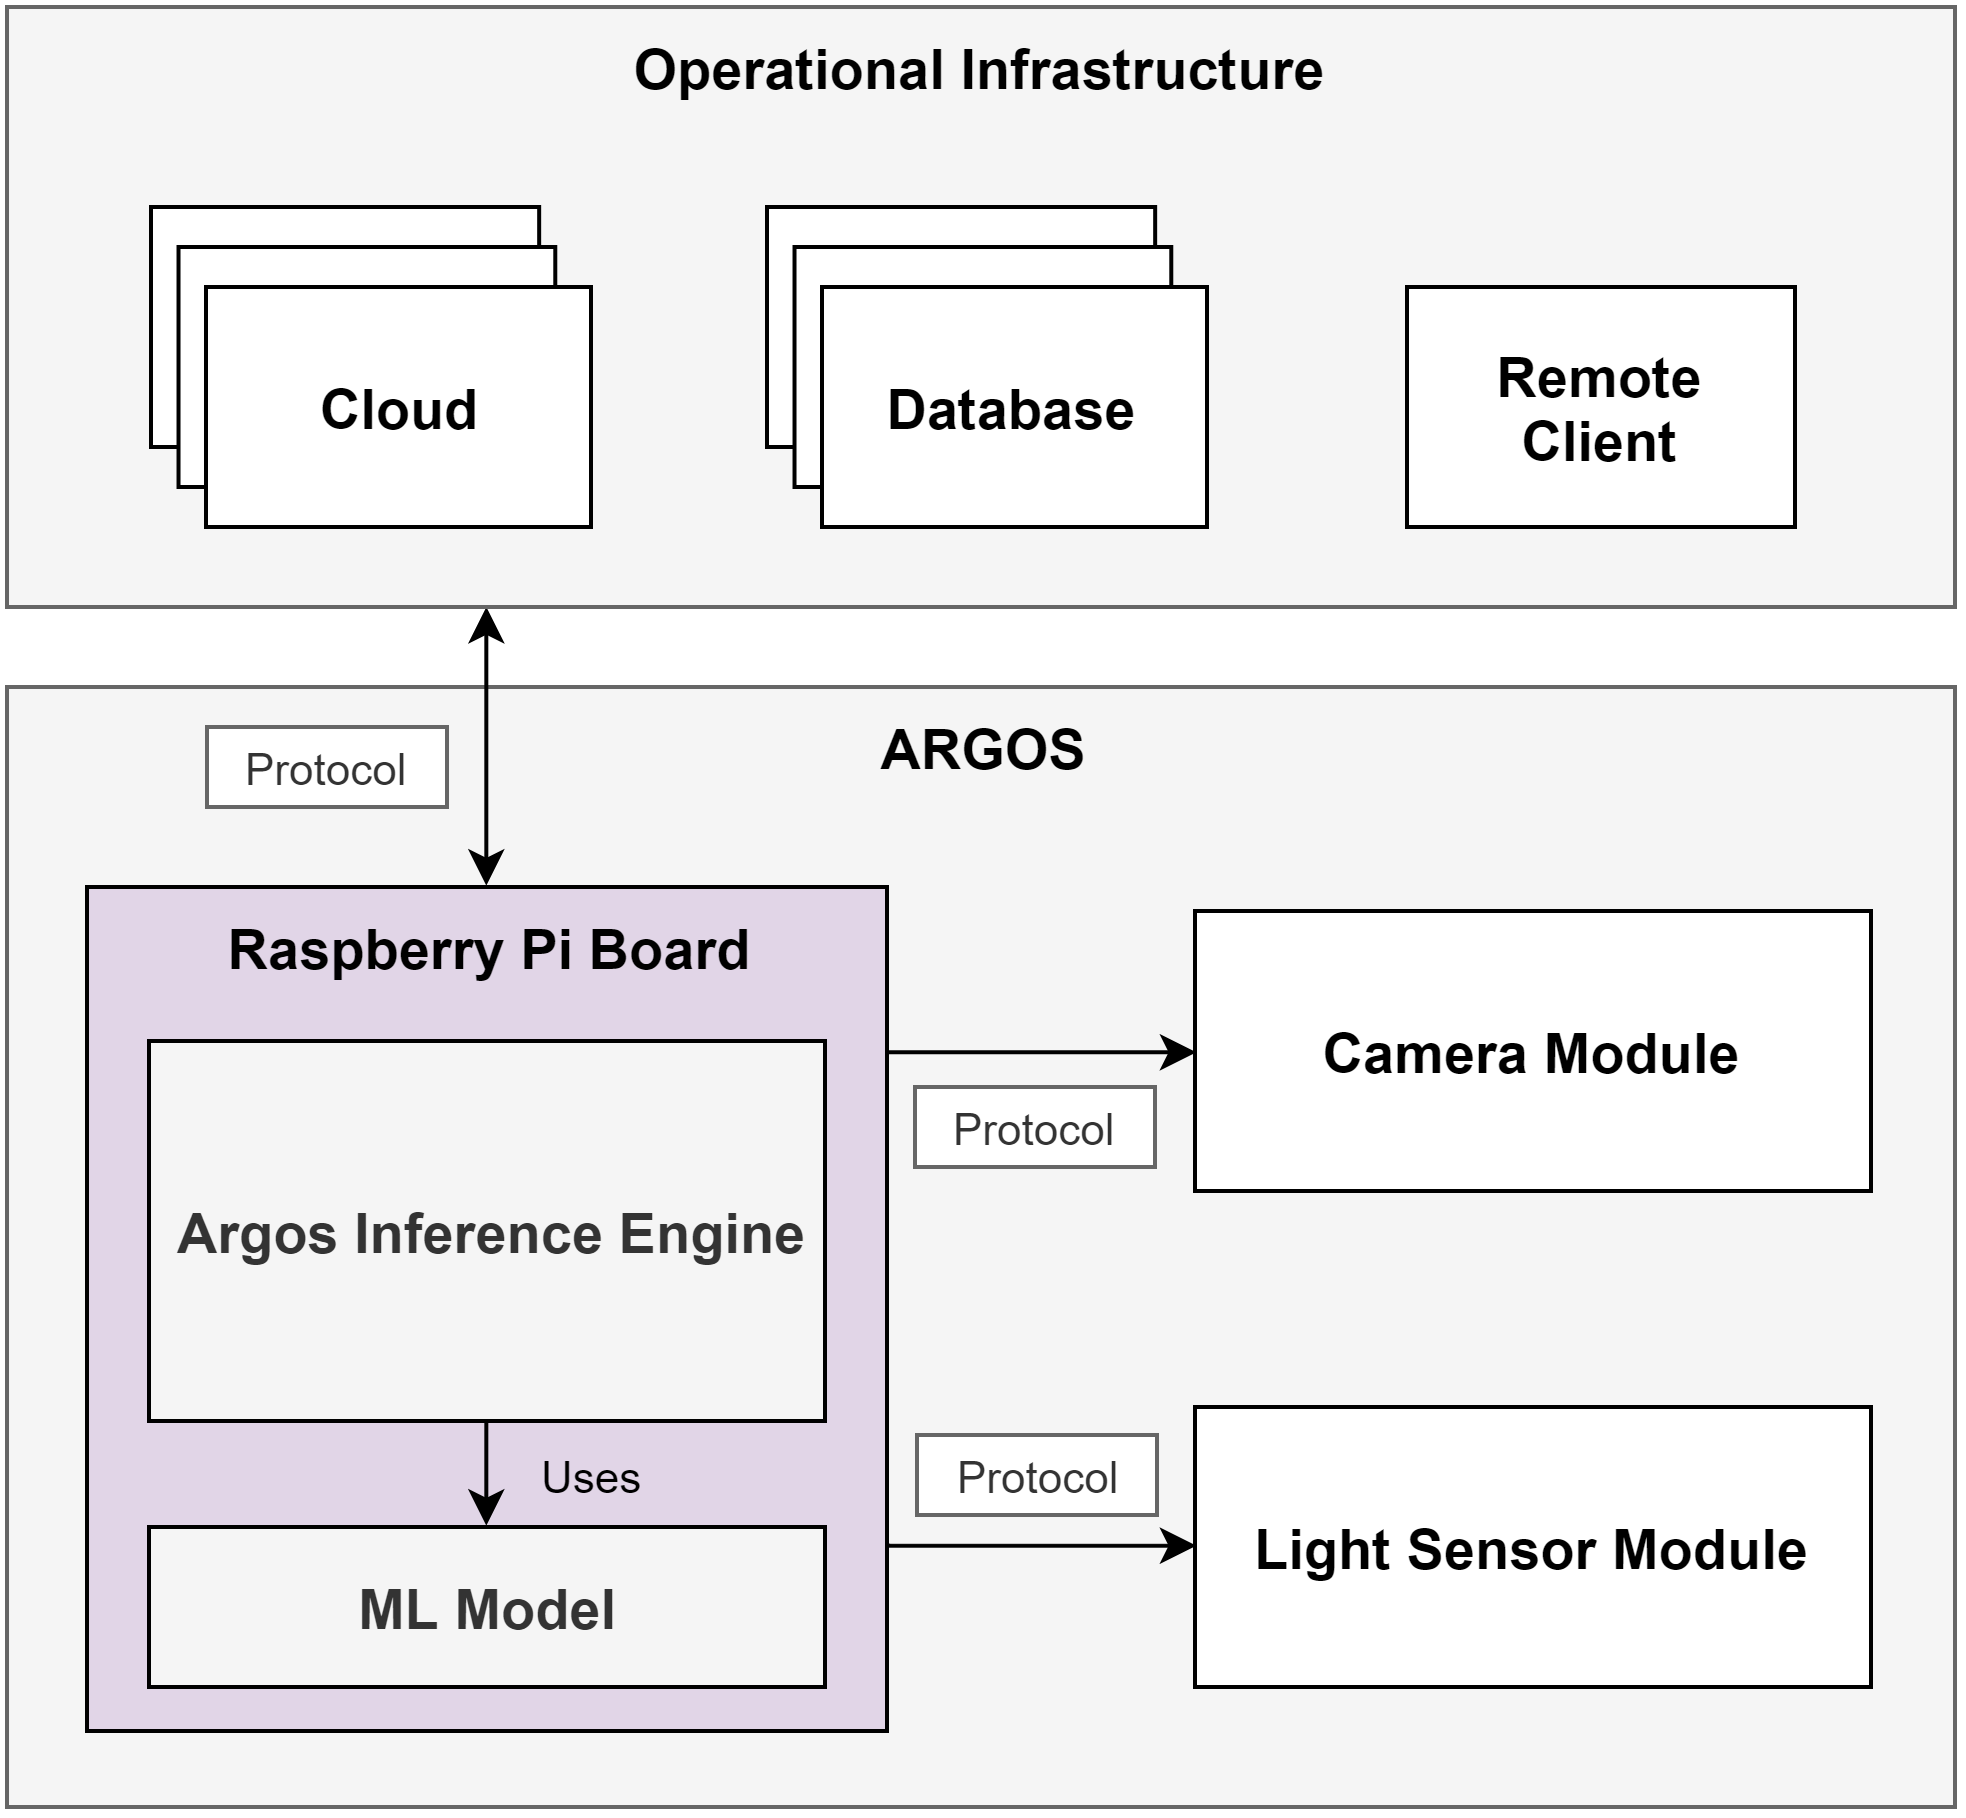 Operational Infrastructure
Cloud
Database
Remote
Client
Protocol
ARGOS
Raspberry Pi Board
Argos Inference Engine
Uses
ML Model
Camera Module
Protocol
Protocol
Light Sensor Module